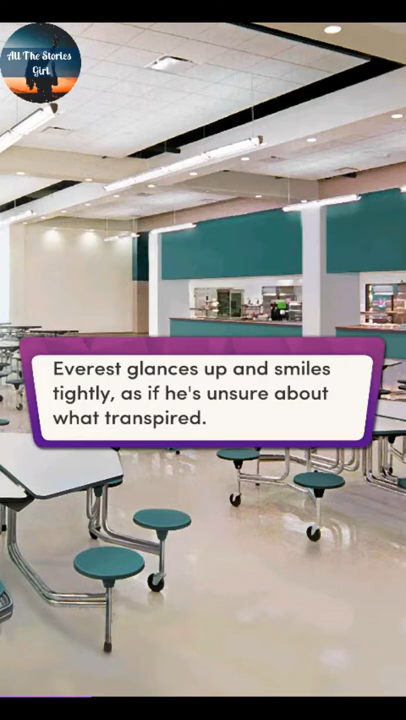 All The Stories
Girl
Everest glances up and smiles
tightly, as if he's unsure about
what transpired.